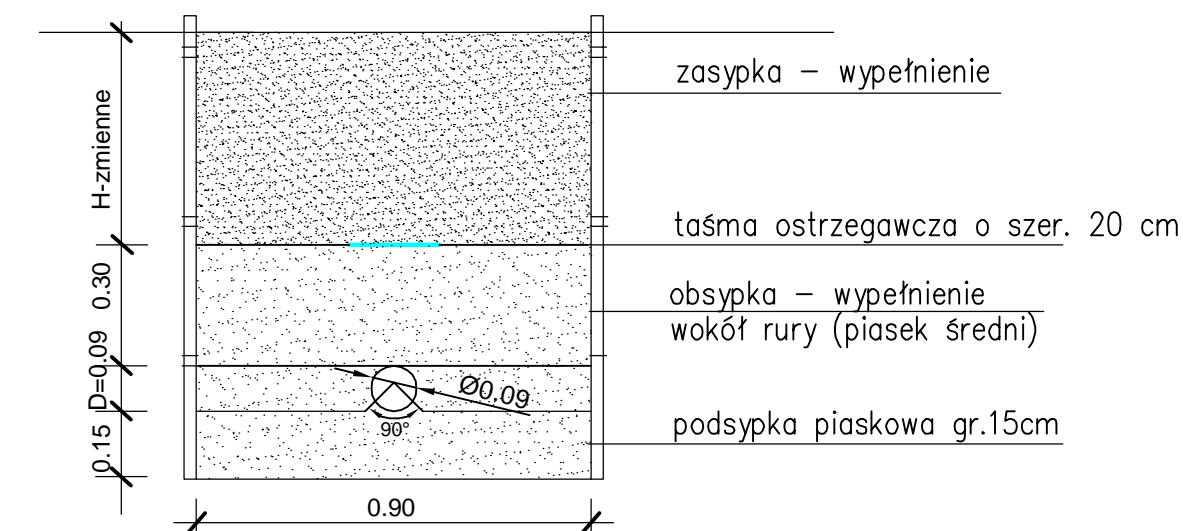 zasypka – wypełnienie
taśma ostrzegawcza o szer. 20 cm
obsypka – wypełnienie
wokół rury (piasek średni)
podsypka piaskowa gr.15cm
H-zmienne
0.30
D=0.09
0.15
Ø0.09
90°
0.90